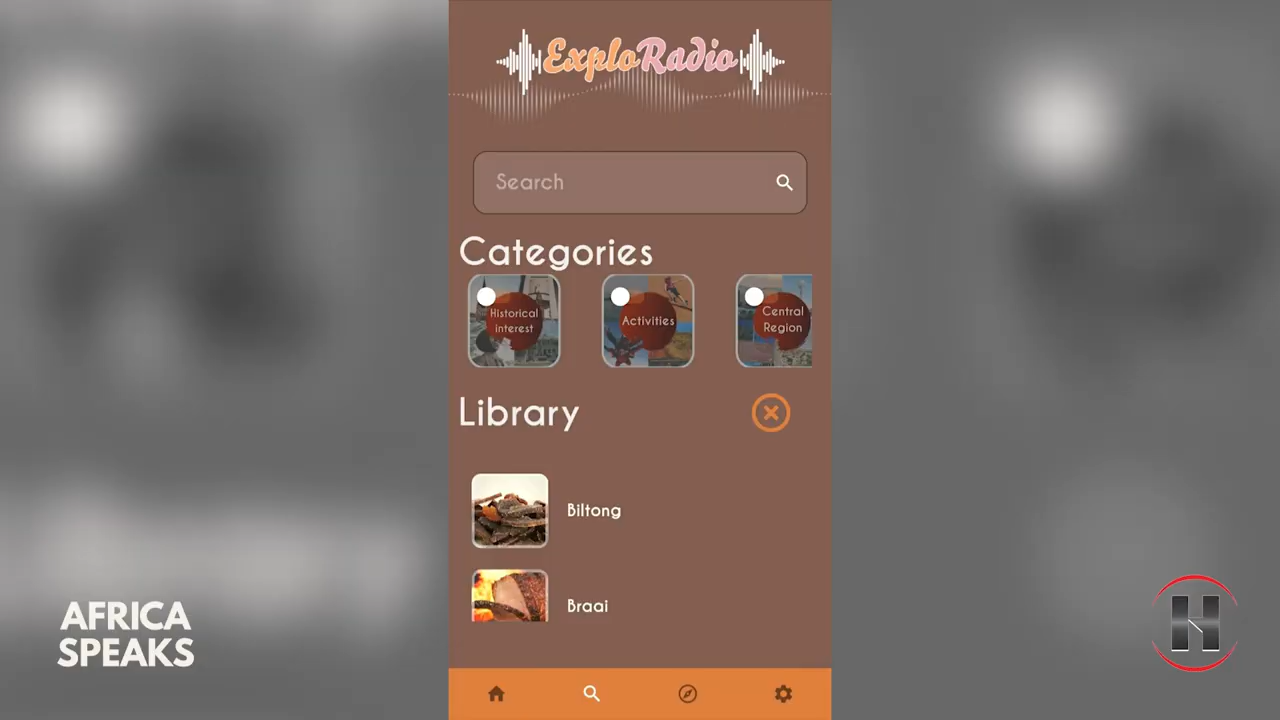 ExploRadio
Search
Categories
Historical
interest
Activities
Central
Region
Library
Biltong
Braai
AFRICA
SPEAKS
H